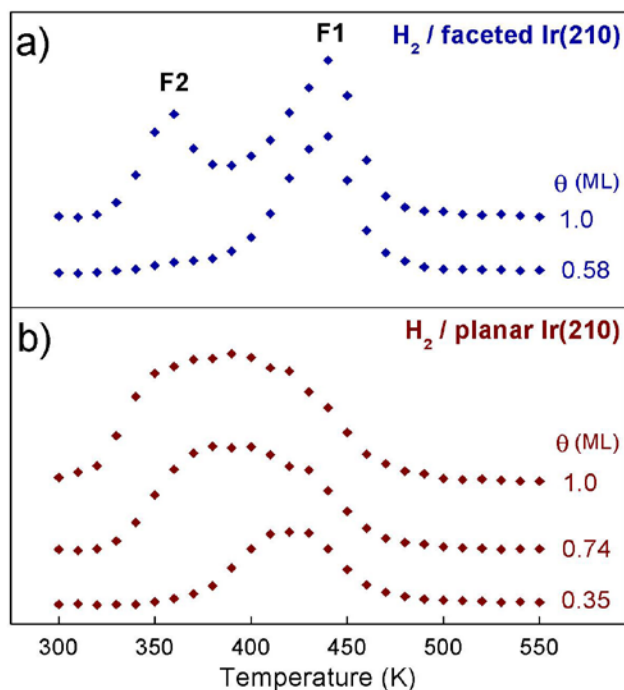 a)
H₂ / faceted Ir(210)
F1
F2
θ (ML)
1.0
0.58
b)
H₂ / planar Ir(210)
θ (ML)
1.0
0.74
0.35
300 350 400 450 500 550
Temperature (K)